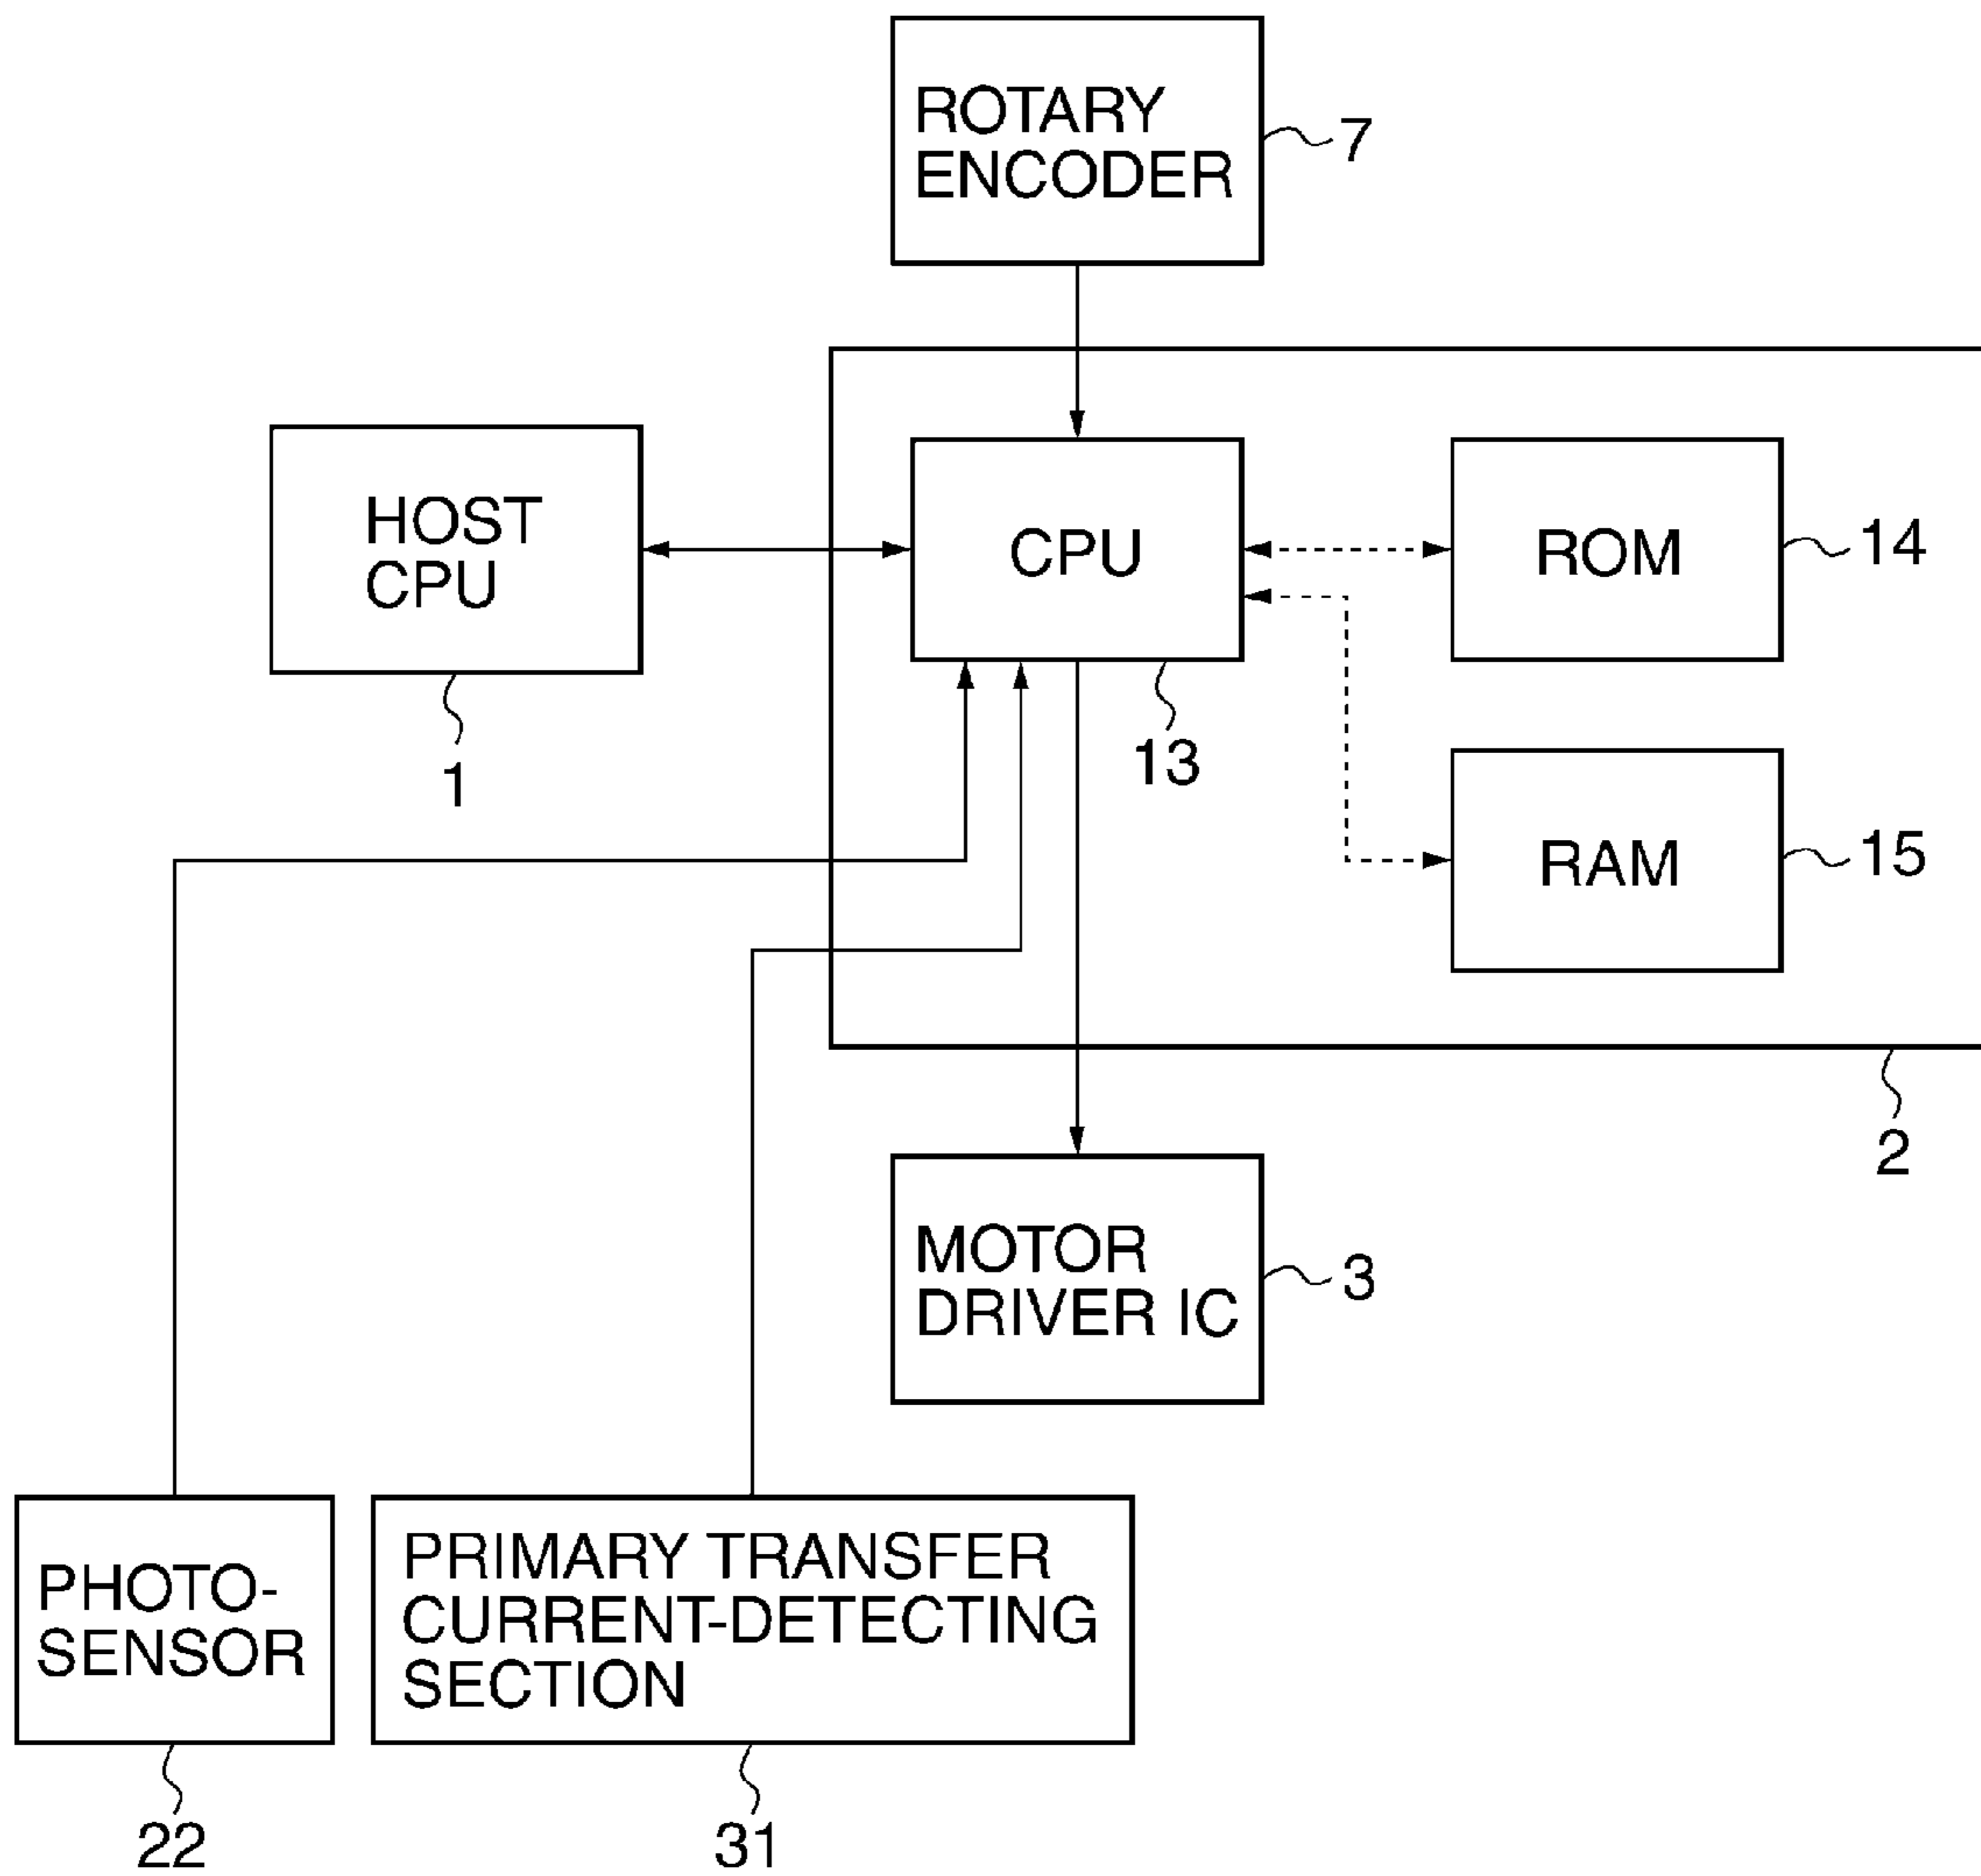 ROTARY
ENCODER
7
HOST
CPU
1
CPU
13
ROM
14
RAM
15
2
MOTOR
DRIVER IC
3
PHOTO-
SENSOR
22
PRIMARY TRANSFER
CURRENT-DETECTING
SECTION
31